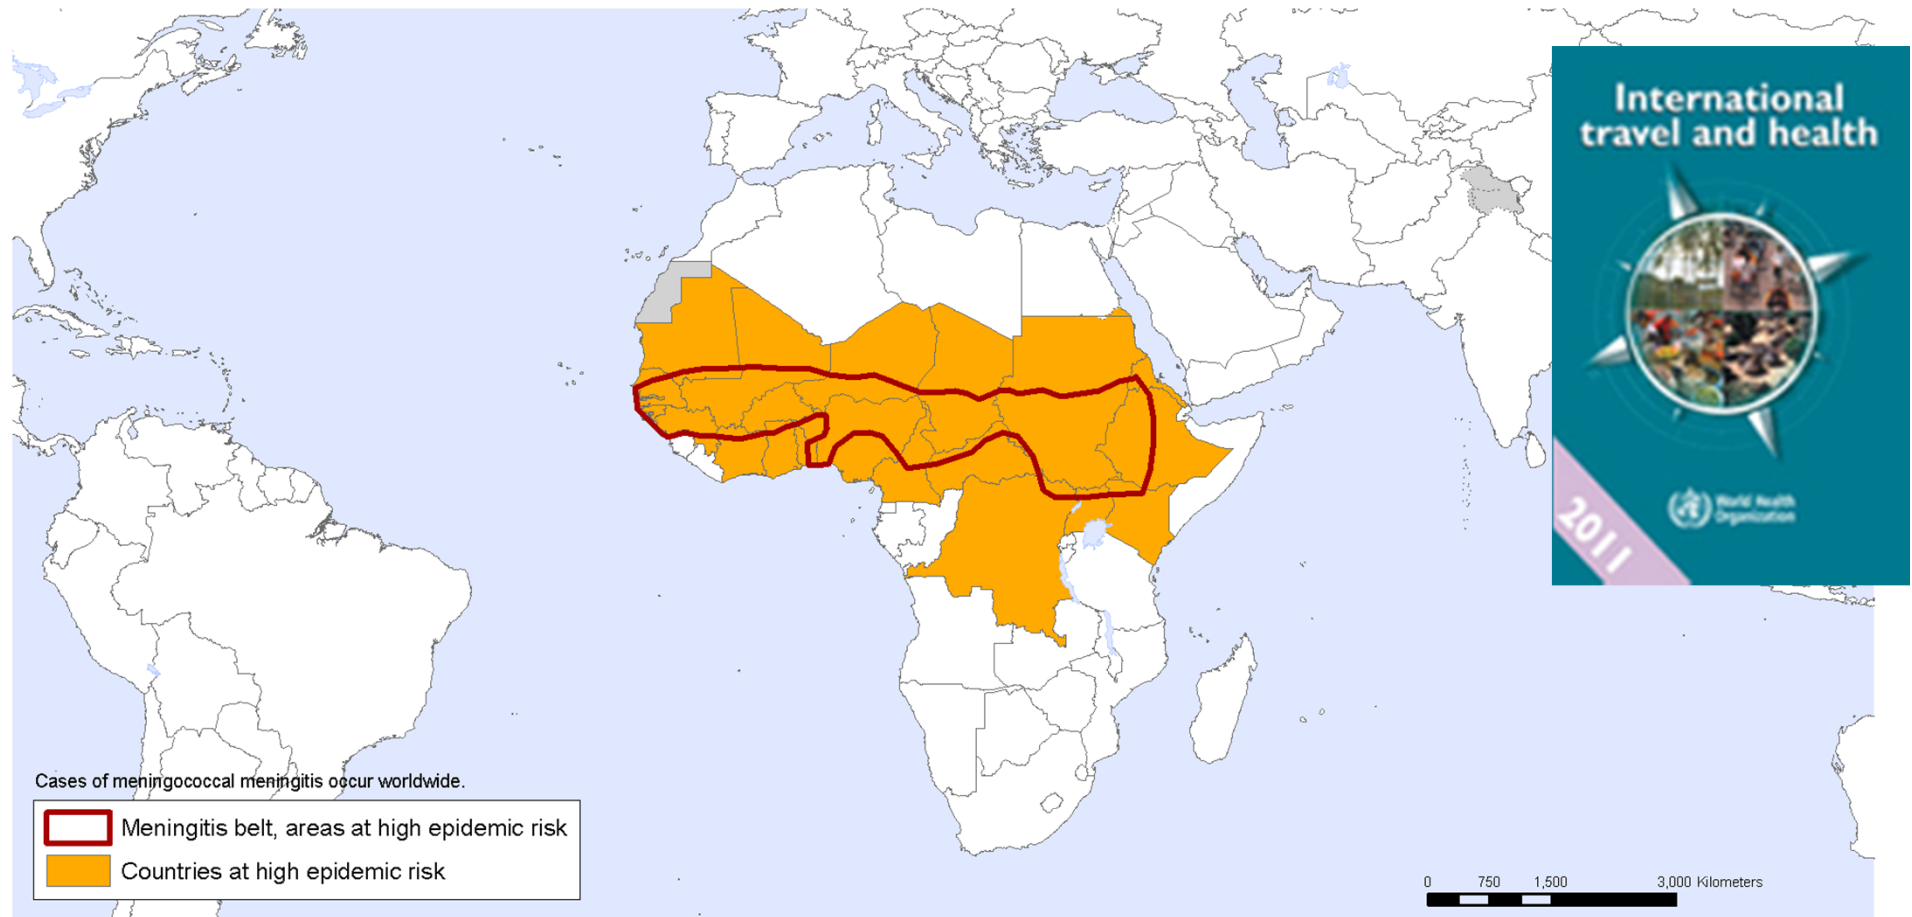 International
travel and health
World Health
Organization
2011
Cases of meningococcal meningitis occur worldwide.
Meningitis belt, areas at high epidemic risk
Countries at high epidemic risk
0 750 1,500 3,000 Kilometers